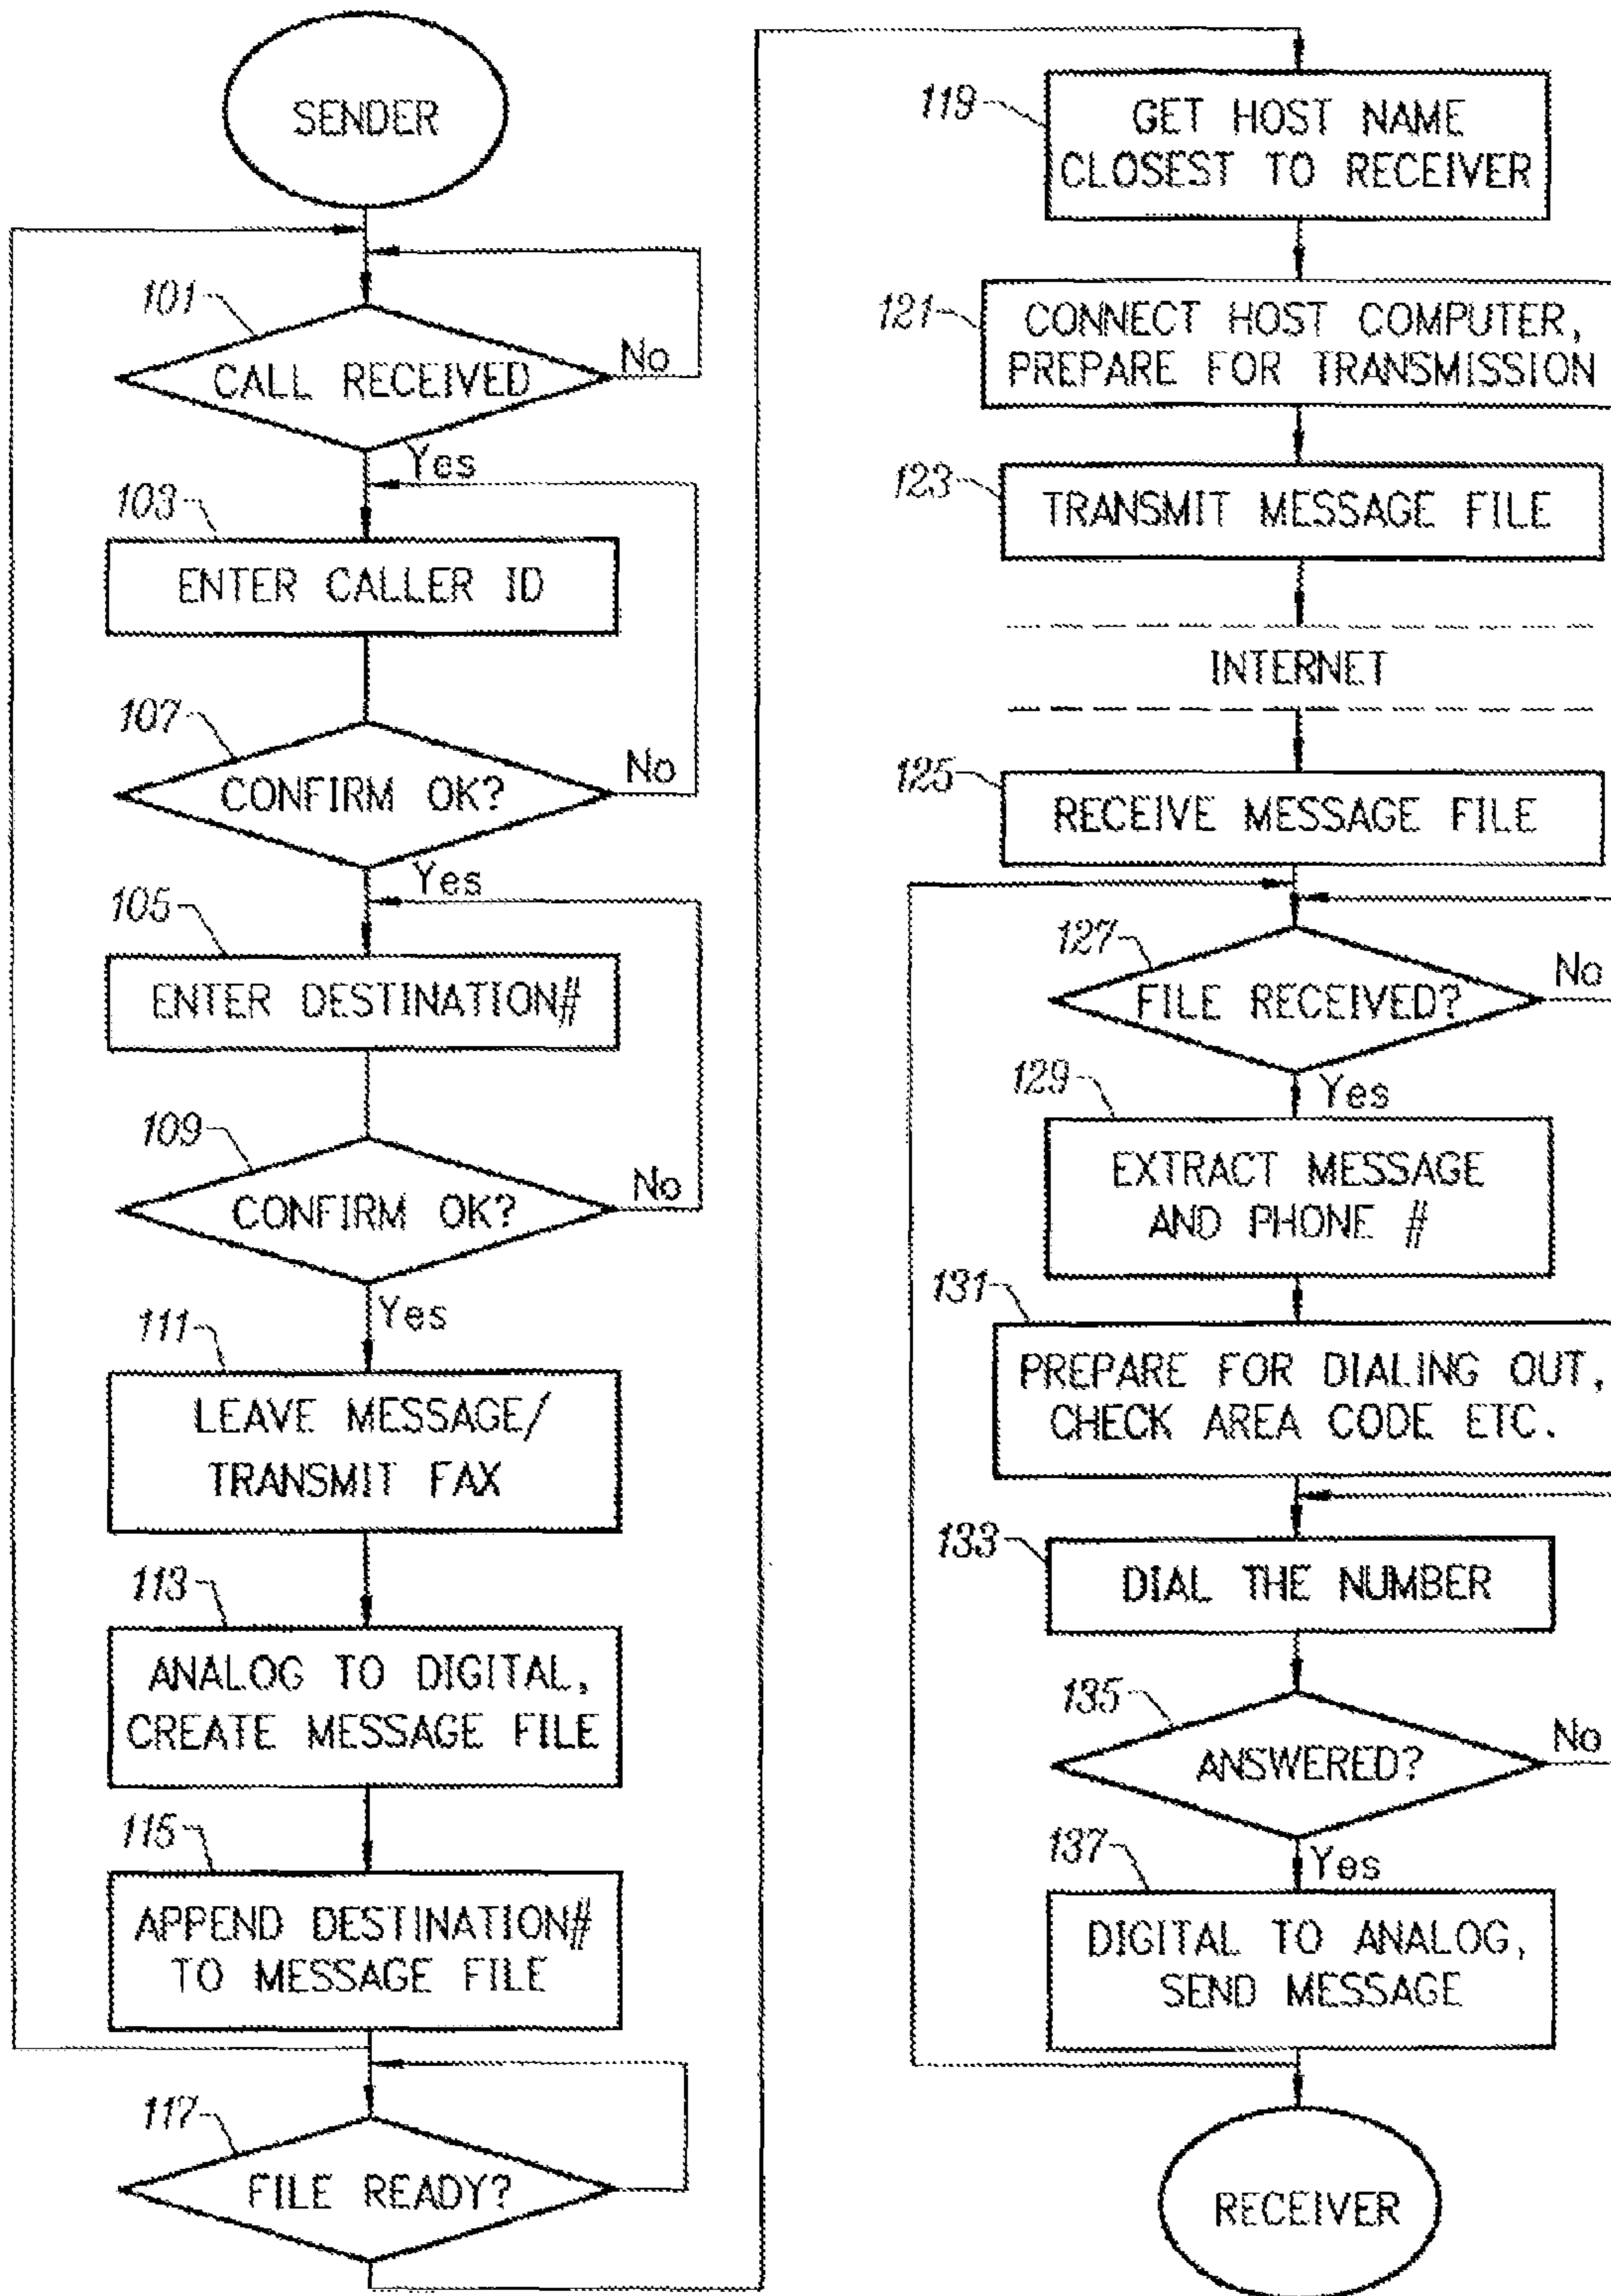 SENDER
101
CALL RECEIVED
No
Yes
103
ENTER CALLER ID
107
CONFIRM OK?
No
Yes
105
ENTER DESTINATION#
109
CONFIRM OK?
No
Yes
111
LEAVE MESSAGE/
TRANSMIT FAX
113
ANALOG TO DIGITAL,
CREATE MESSAGE FILE
115
APPEND DESTINATION#
TO MESSAGE FILE
117
FILE READY?
119
GET HOST NAME
CLOSEST TO RECEIVER
121
CONNECT HOST COMPUTER,
PREPARE FOR TRANSMISSION
123
TRANSMIT MESSAGE FILE
INTERNET
125
RECEIVE MESSAGE FILE
127
FILE RECEIVED?
No
Yes
129
EXTRACT MESSAGE
AND PHONE #
131
PREPARE FOR DIALING OUT,
CHECK AREA CODE ETC.
133
DIAL THE NUMBER
135
ANSWERED?
No
Yes
137
DIGITAL TO ANALOG,
SEND MESSAGE
RECEIVER